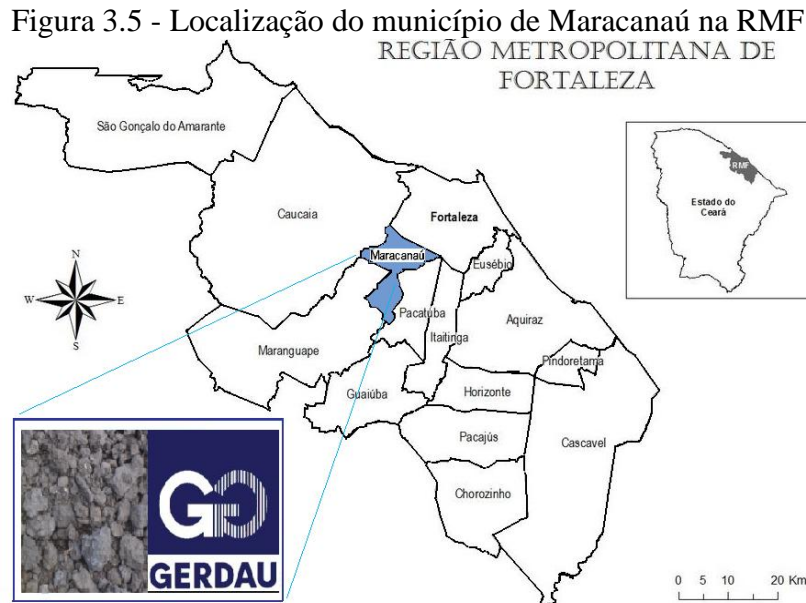 Figura 3.5 - Localização do município de Maracanaú na RMF
REGIÃO METROPOLITANA DE
FORTALEZA
São Gonçalo do Amarante
RMF
Estado do
Ceará
Caucaia
Fortaleza
Maracanaú
Eusébio
N
W
E
S
Pacatuba
Itaitinga
Aquiraz
Maranguape
Pindoretama
Guaiúba
Horizonte
Pacajús
Cascavel
Chorozinho
GG
GERDAU
0 5 10 20 Km